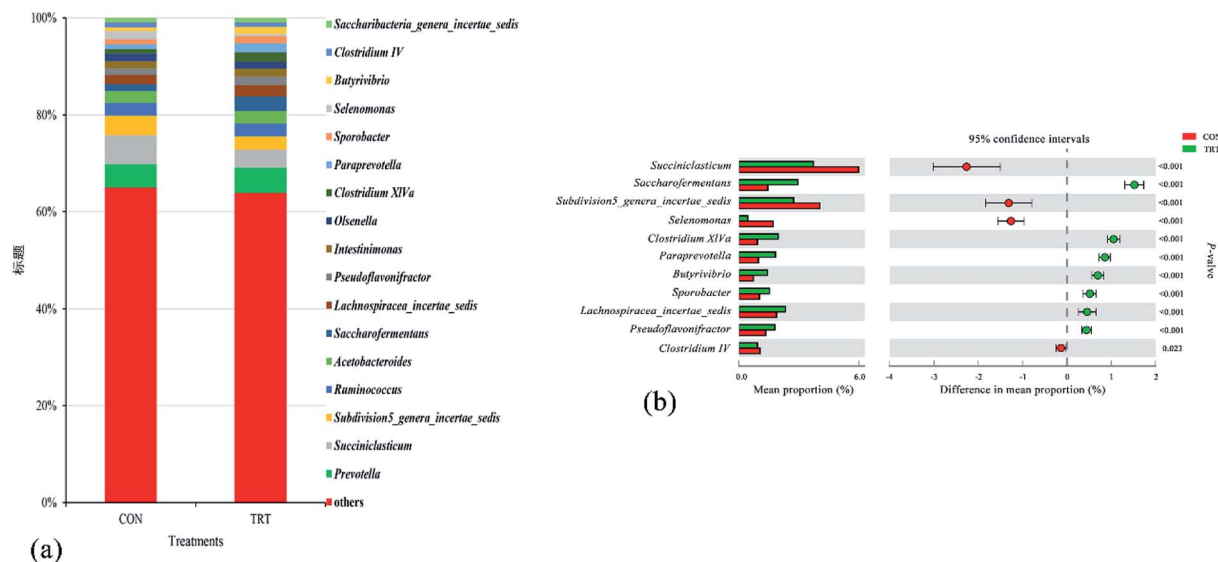 100%
80%
60%
40%
20%
0%
标题
CON
TRT
Treatments
(a)
Saccharibacteria_genera_incertae_sedis
Clostridium IV
Butyrivibrio
Selenomonas
Sporobacter
Paraprevotella
Clostridium XlVa
Olsenella
Intestinimonas
Pseudoflavonifractor
Lachnospiracea_incertae_sedis
Saccharofermentans
Acetobacteroides
Ruminococcus
Subdivision5_genera_incertae_sedis
Succiniclasticum
Prevotella
others
95% confidence intervals
CON
TRT
Succiniclasticum
<0.001
Saccharofermentans
<0.001
Subdivision5_genera_incertae_sedis
<0.001
Selenomonas
<0.001
Clostridium XlVa
<0.001
Paraprevotella
<0.001
Butyrivibrio
<0.001
Sporobacter
<0.001
Lachnospiracea_incertae_sedis
<0.001
Pseudoflavonifractor
<0.001
Clostridium IV
0.023
P-valve
0.0 6.0
-4 -3 -2 -1 0 1 2
Mean proportion (%)
Difference in mean proportion (%)
(b)